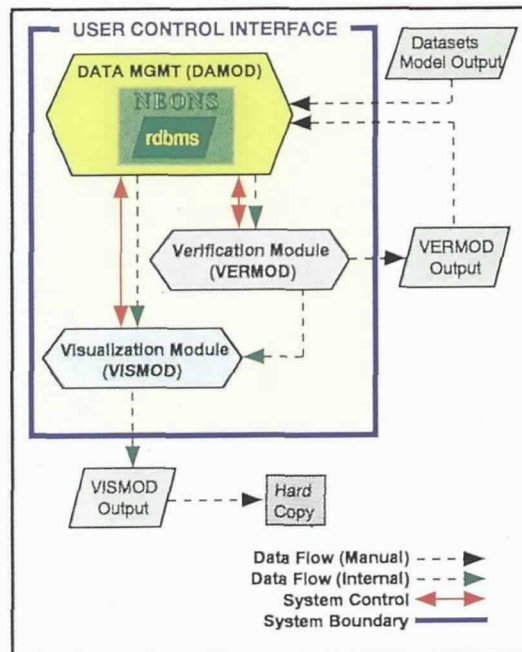 USER CONTROL INTERFACE
DATA MGMT (DAMOD)
NEONS
rdbms
Datasets
Model Output
Verification Module
(VERMOD)
VERMOD
Output
Visualization Module
(VISMOD)
VISMOD
Output
Hard
Copy
Data Flow (Manual)
Data Flow (Internal)
System Control
System Boundary